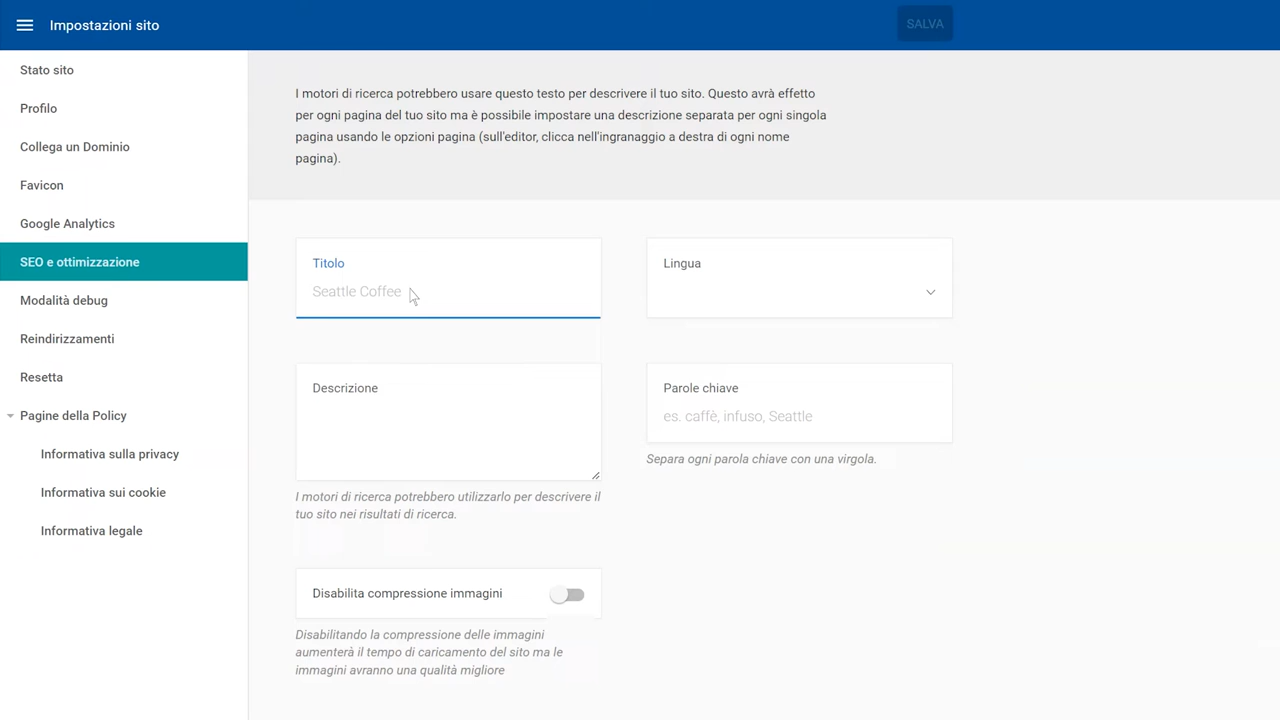 Impostazioni sito
SALVA
Stato sito
Profilo
Collega un Dominio
Favicon
Google Analytics
SEO e ottimizzazione
Modalità debug
Reindirizzamenti
Resetta
Pagine della Policy
Informativa sulla privacy
Informativa sui cookie
Informativa legale
I motori di ricerca potrebbero usare questo testo per descrivere il tuo sito. Questo avrà effetto
per ogni pagina del tuo sito ma è possibile impostare una descrizione separata per ogni singola
pagina usando le opzioni pagina (sull'editor, clicca nell'ingranaggio a destra di ogni nome
pagina).
Titolo
Seattle Coffee
Lingua
Descrizione
I motori di ricerca potrebbero utilizzarlo per descrivere il
tuo sito nei risultati di ricerca.
Parole chiave
es. caffè, infuso, Seattle
Separa ogni parola chiave con una virgola.
Disabilita compressione immagini
Disabilitando la compressione delle immagini
aumenterà il tempo di caricamento del sito ma le
immagini avranno una qualità migliore